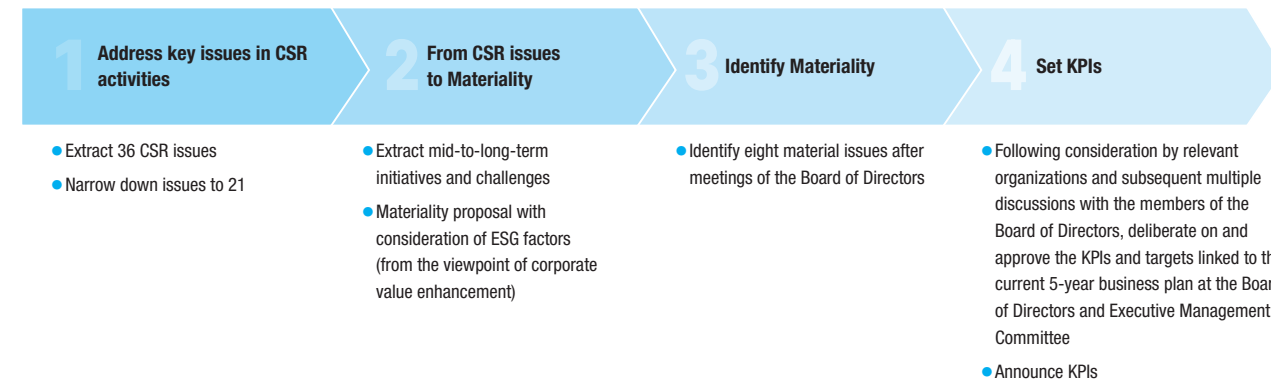 1
Address key issues in CSR
activities
● Extract 36 CSR issues
● Narrow down issues to 21
2
From CSR issues
to Materiality
● Extract mid-to-long-term
initiatives and challenges
● Materiality proposal with
consideration of ESG factors
(from the viewpoint of corporate
value enhancement)
3
Identify Materiality
● Identify eight material issues after
meetings of the Board of Directors
4
Set KPIs
● Following consideration by relevant
organizations and subsequent multiple
discussions with the members of the
Board of Directors, deliberate on and
approve the KPIs and targets linked to
current 5-year business plan at the
of Directors and Executive Management
Committee
● Announce KPIs